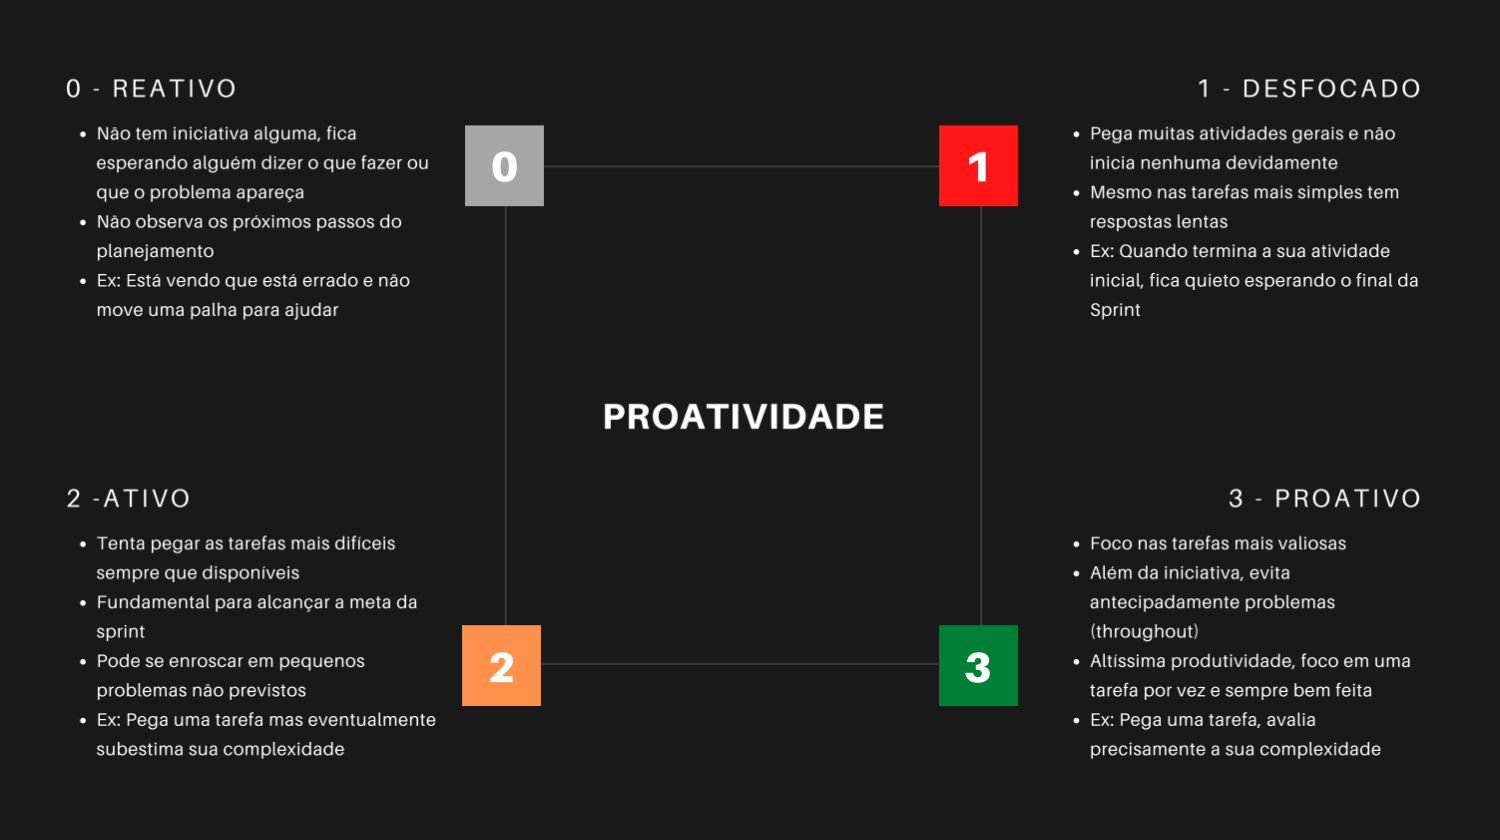 0 - REATIVO
• Não tem iniciativa alguma, fica
esperando alguém dizer o que fazer ou
que o problema apareça
• Não observa os próximos passos do
planejamento
• Ex: Está vendo que está errado e não
move uma palha para ajudar
0
1
1 - DESFOCADO
• Pega muitas atividades gerais e não
inicia nenhuma devidamente
• Mesmo nas tarefas mais simples tem
respostas lentas
• Ex: Quando termina a sua atividade
inicial, fica quieto esperando o final da
Sprint
PROATIVIDADE
2 -ATIVO
• Tenta pegar as tarefas mais difíceis
sempre que disponíveis
• Fundamental para alcançar a meta da
sprint
• Pode se enroscar em pequenos
problemas não previstos
• Ex: Pega uma tarefa mas eventualmente
subestima sua complexidade
2
3
3 - PROATIVO
• Foco nas tarefas mais valiosas
• Além da iniciativa, evita
antecipadamente problemas
(throughout)
• Altíssima produtividade, foco em uma
tarefa por vez e sempre bem feita
• Ex: Pega uma tarefa, avalia
precisamente a sua complexidade